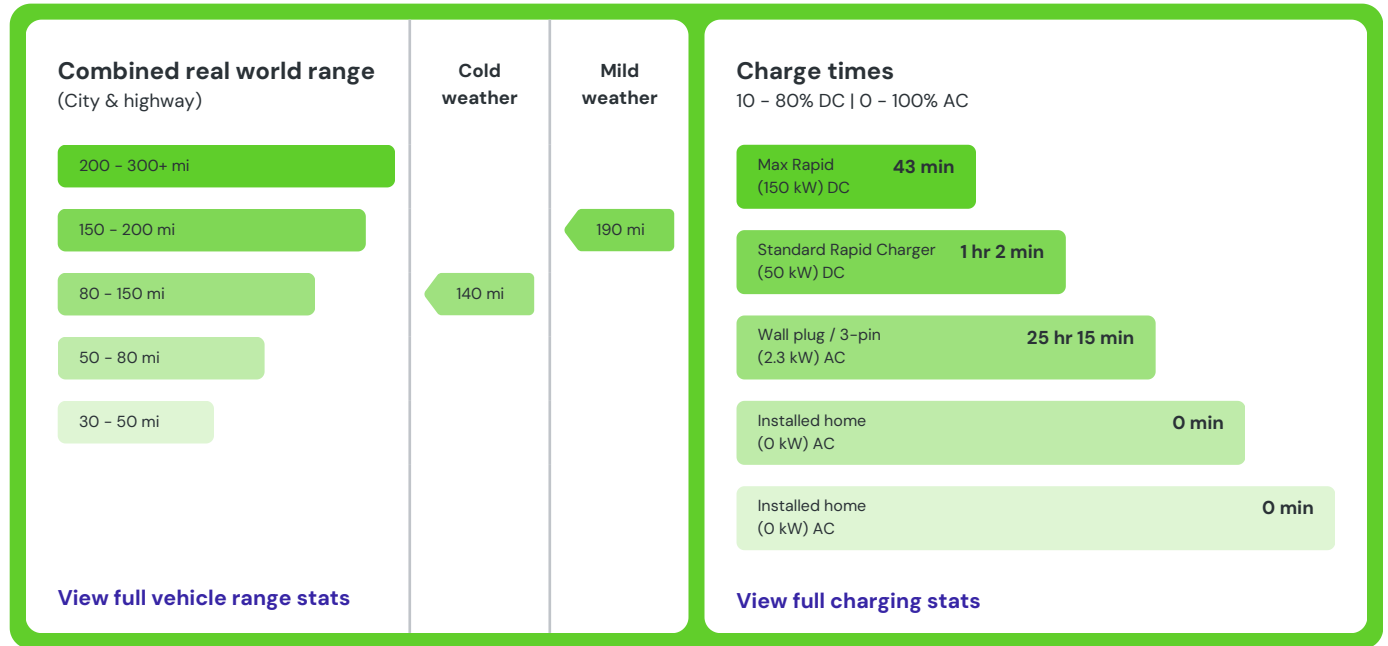 Combined real world range
(City & highway)
Cold
weather
Mild
weather
200 - 300+ mi
150 - 200 mi
190 mi
80 - 150 mi
140 mi
50 - 80 mi
30 - 50 mi
View full vehicle range stats
Charge times
10 - 80% DC | 0 - 100% AC
Max Rapid
(150 kW) DC
43 min
Standard Rapid Charger
(50 kW) DC
1 hr 2 min
Wall plug / 3-pin
(2.3 kW) AC
25 hr 15 min
Installed home
(0 kW) AC
0 min
Installed home
(0 kW) AC
0 min
View full charging stats